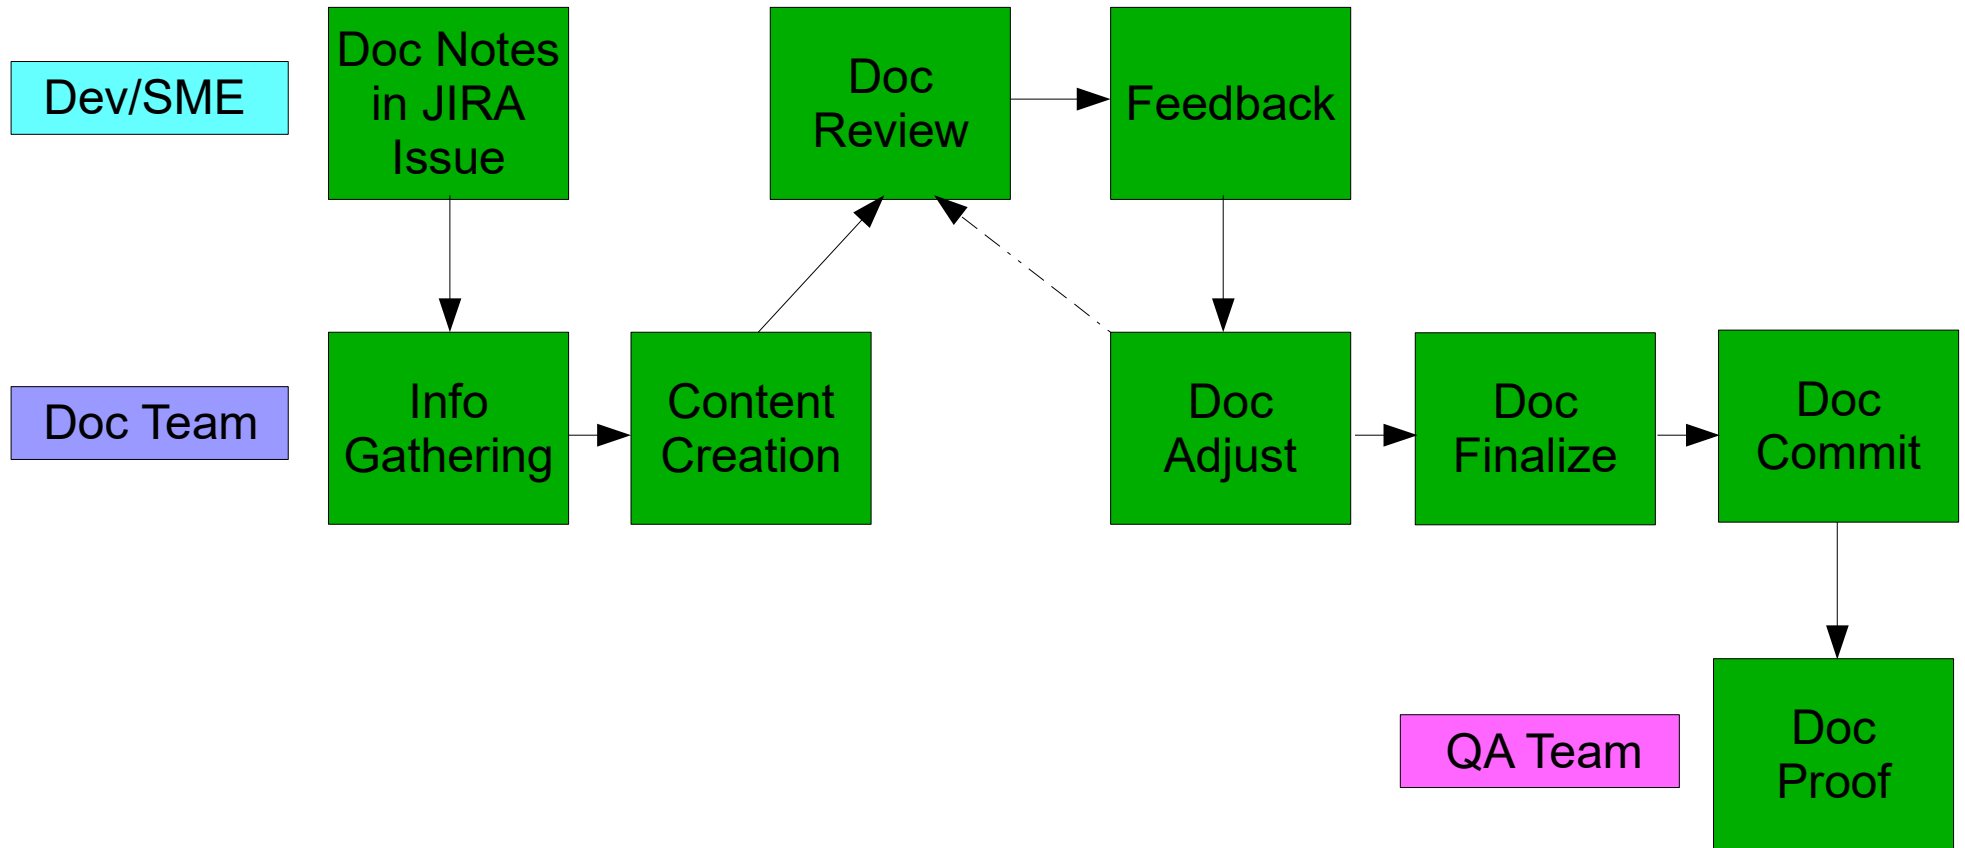 Dev/SME
Doc Notes
in JIRA
Issue
Doc
Review
Feedback
Doc Team
Info
Gathering
Content
Creation
Doc
Adjust
Doc
Finalize
Doc
Commit
QA Team
Doc
Proof